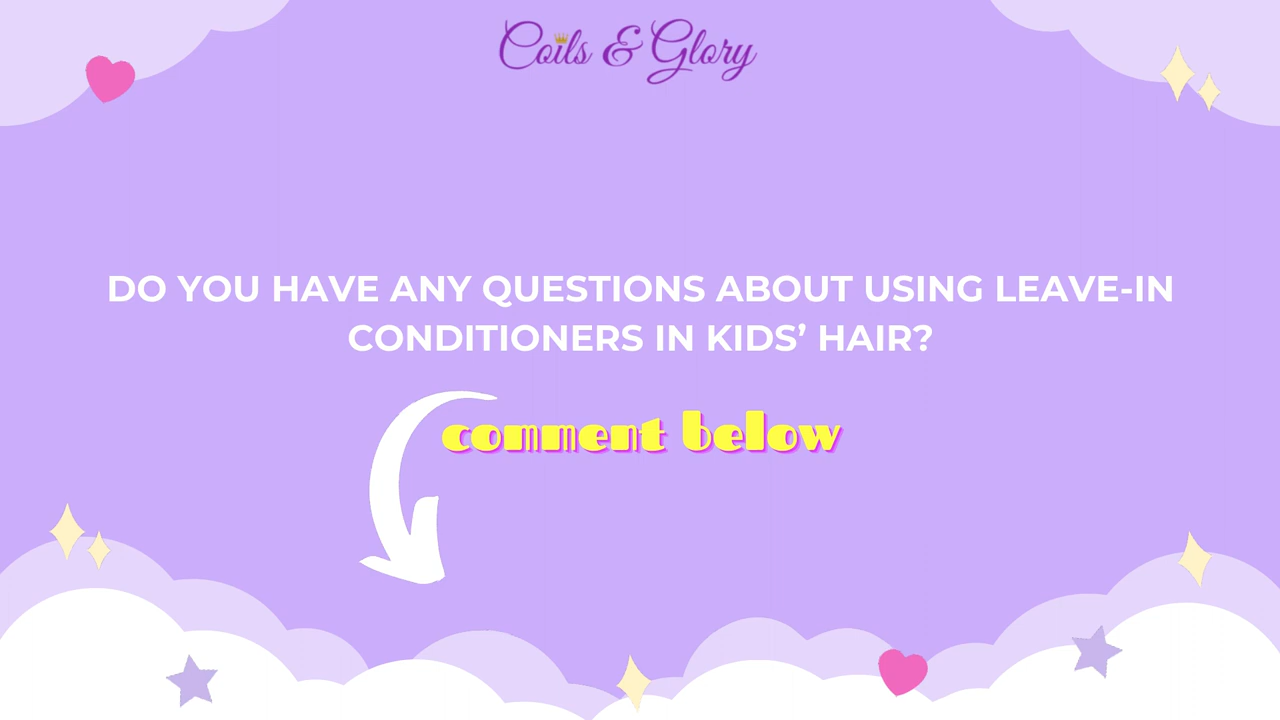 Coils & Glory
DO YOU HAVE ANY QUESTIONS ABOUT USING LEAVE-IN
CONDITIONERS IN KIDS’ HAIR?
comment below